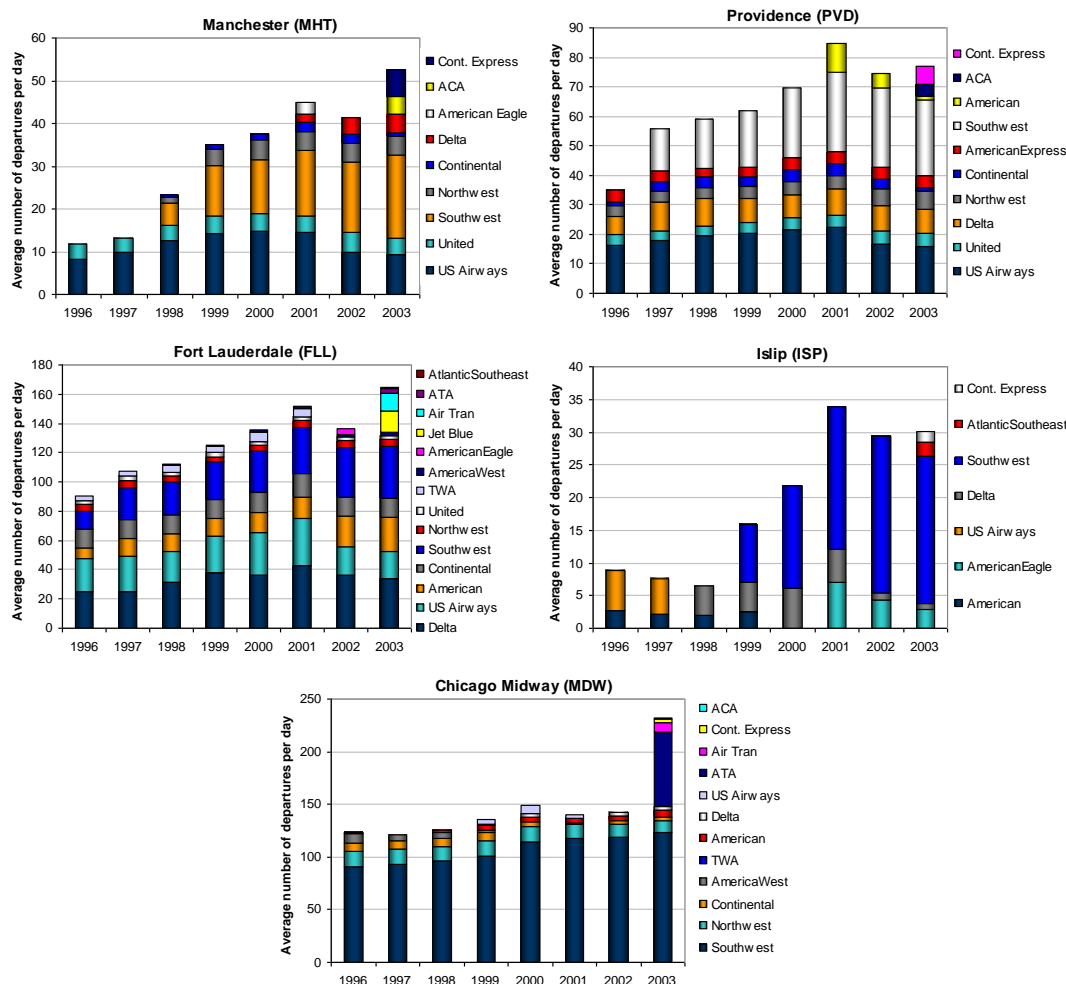 Manchester (MHT)
Average number of departures per day
60
50
40
30
20
10
0
1996 1997 1998 1999 2000 2001 2002 2003
Cont. Express
ACA
American Eagle
Delta
Continental
Northwest
Southwest
United
US Airways
Providence (PVD)
Average number of departures per day
90
80
70
60
50
40
30
20
10
0
1996 1997 1998 1999 2000 2001 2002 2003
Cont. Express
ACA
American
Southwest
AmericanExpress
Continental
Northwest
Delta
United
US Airways
Fort Lauderdale (FLL)
Average number of departures per day
180
160
140
120
100
80
60
40
20
0
1996 1997 1998 1999 2000 2001 2002 2003
AtlanticSoutheast
ATA
Air Tran
Jet Blue
AmericanEagle
AmericaWest
TWA
United
Northwest
Southwest
Continental
American
US Airways
Delta
Islip (ISP)
Average number of departures per day
40
35
30
25
20
15
10
5
0
1996 1997 1998 1999 2000 2001 2002 2003
Cont. Express
AtlanticSoutheast
Southwest
Delta
US Airways
AmericanEagle
American
Chicago Midway (MDW)
Average number of departures per day
250
200
150
100
50
0
1996 1997 1998 1999 2000 2001 2002 2003
ACA
Cont. Express
Air Tran
ATA
US Airways
Delta
American
TWA
AmericaWest
Continental
Northwest
Southwest